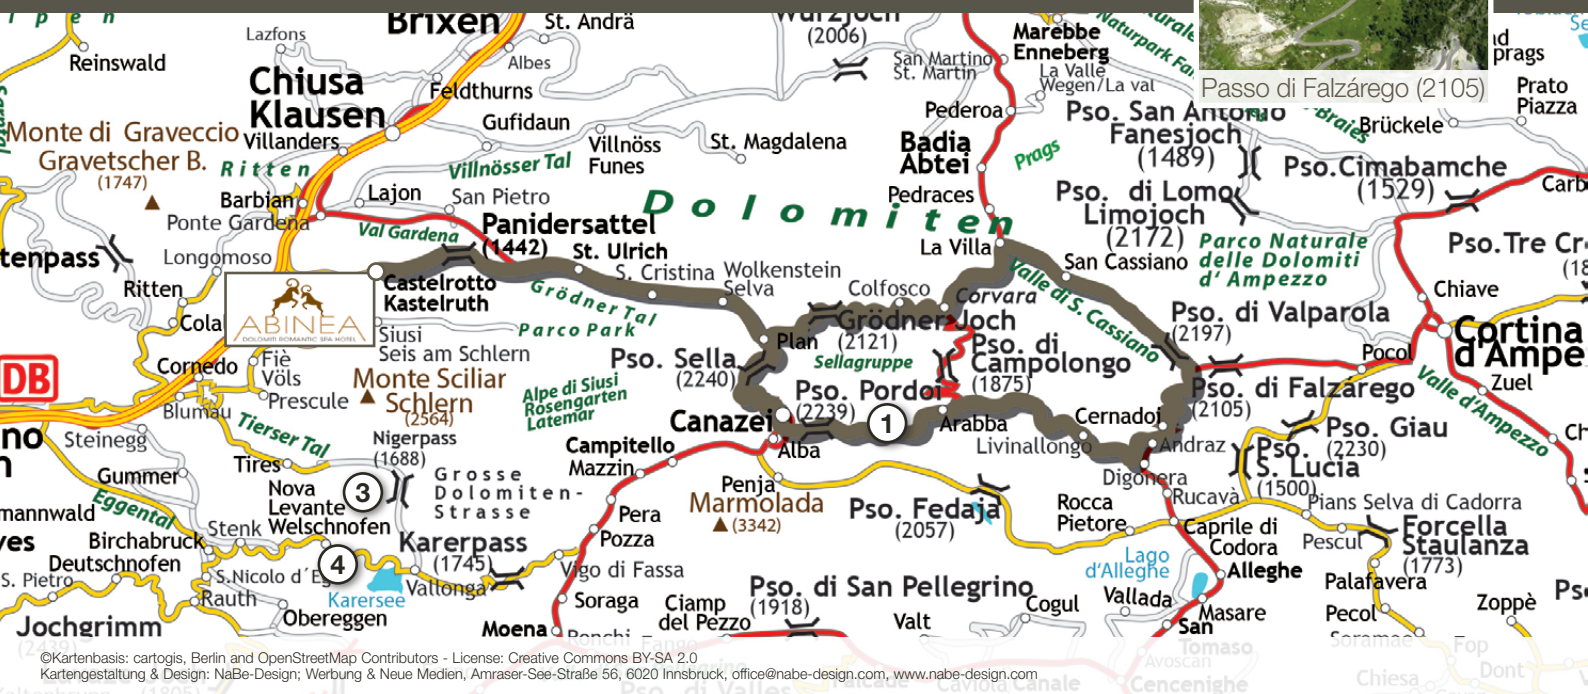 Brixen
St. Andrä
Lazfons
Reinswald
Albes
Chiusa
Klausen
Feldthurns
Gufidaun
Villanders
Monte di Graveccio
Gravetscher B.
(1747)
Ritten
Villnösser Tal
Villnöss
Funes
St. Magdalena
Barbian
Lajon
San Pietro
Ponte Gardena
Val Gardena
Panidersattel
(1442)
St. Ulrich
Dolomiten
(2006)
San Martino
St. Martin
Marebbe
Enneberg
La Valle
Wegen/La val
Pederoa
Badia
Abtei
Pedraces
Prags
La Villa
Passo di Falzárego (2105)
prags
Prato
Piazza
Brückele
Braies
Pso. San Antonio
Fanesjoch
(1489)
Pso.Cimabamche
(1529)
Pso. di Lomo
Limojoch
(2172)
Parco Naturale
delle Dolomiti
d' Ampezzo
San Cassiano
Longomoso
Ritten
ABINEA
DOLOMITI ROMANTIC SPA HOTEL
Castelrotto
Kastelruth
S. Cristina
Wolkenstein
Selva
Grödner Tal
Parco Park
Siusi
Seis am Schlern
Colfosco
Corvara
Grödner Joch
(2121)
Sellagruppe
Plan
Valle di S. Cassiano
Pso. di
Campolongo
(1875)
Pso. di Valparola
(2197)
Chiave
Cortina
d'Ampe
Pocol
Zuel
Valle d'Ampezzo
DB
Cornedo
Fiè
Völs
Prescule
Blumau
Monte Sciliar
Schlern
(2564)
Alpe di Siusi
Rosengarten
Latemar
Pso. Sella
(2240)
Pso. Pordoi
(2239)
1
Canazei
Alba
Arabba
Livinallongo
Cernadoi
Andraz
Digonera
Pso. di Falzárego
(2105)
Pso. Giau
(2230)
Pso.
S. Lucia
(1500)
Steinegg
Tierser Tal
Tires
Nigerpass
(1688)
Campitello
Mazzin
Gummer
Eggental
Nova
Levante
Welschnofen
3
Grosse
Dolomiten-
Strasse
Penja
Marmolada
(3342)
Pso. Fedaja
(2057)
Rocca
Pietore
Rucavà
Pians Selva di Cadorra
Caprile di
Codora
Alleghe
Forcella
Staulanza
(1773)
Pescul
Palafavera
Pecol
Zoppè
Stenk
Birchabruck
Deutschnofen
4
Karerpass
(1745)
Pera
Pozza
Vigo di Fassa
S. Pietro
Rauth
Karersee
Vallonga
Obereggen
Soraga
Moena
Jochgrimm
Ciamp
del Pezzo
Pso. di San Pellegrino
(1918)
Valt
Cogul
Lago
d'Alleghe
Vallada
Masare
San
Tomaso
Avoscan
Cencenighe
Chiesa
Fop
Dont
©Kartenbasis: cartogis, Berlin and OpenStreetMap Contributors - License: Creative Commons BY-SA 2.0
Kartengestaltung & Design: NaBe-Design; Werbung & Neue Medien, Amraser-See-Straße 56, 6020 Innsbruck, office@nabe-design.com, www.nabe-design.com